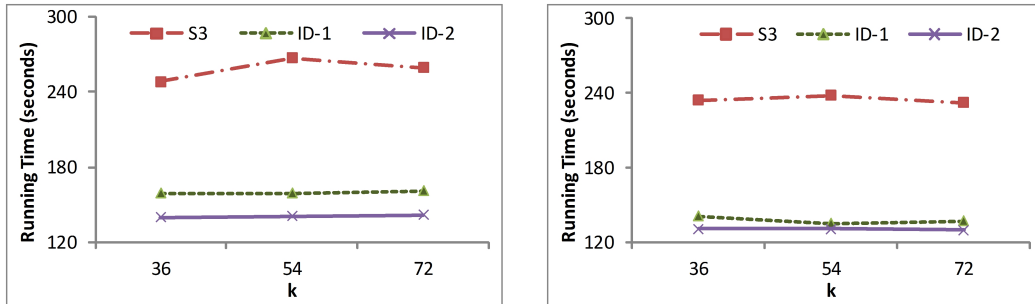 300
S3
ID-1
ID-2
240
180
120
Running Time (seconds)
36
54
72
k
300
S3
ID-1
ID-2
240
180
120
Running Time (seconds)
36
54
72
k